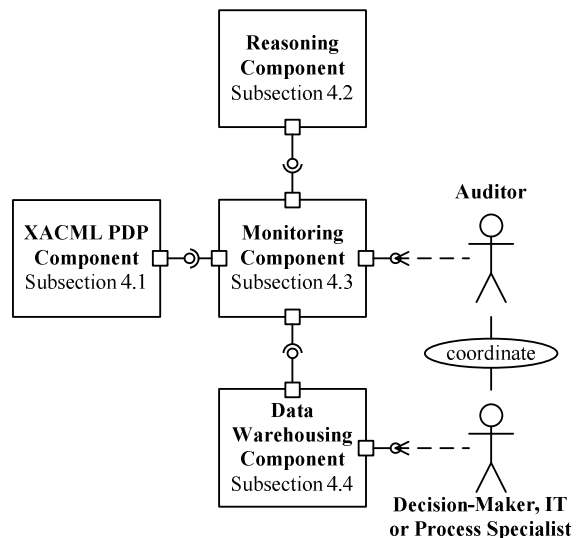 Reasoning
Component
Subsection 4.2
XACML PDP
Component
Subsection 4.1
Monitoring
Component
Subsection 4.3
Auditor
coordinate
Data
Warehousing
Component
Subsection 4.4
Decision-Maker, IT
or Process Specialist